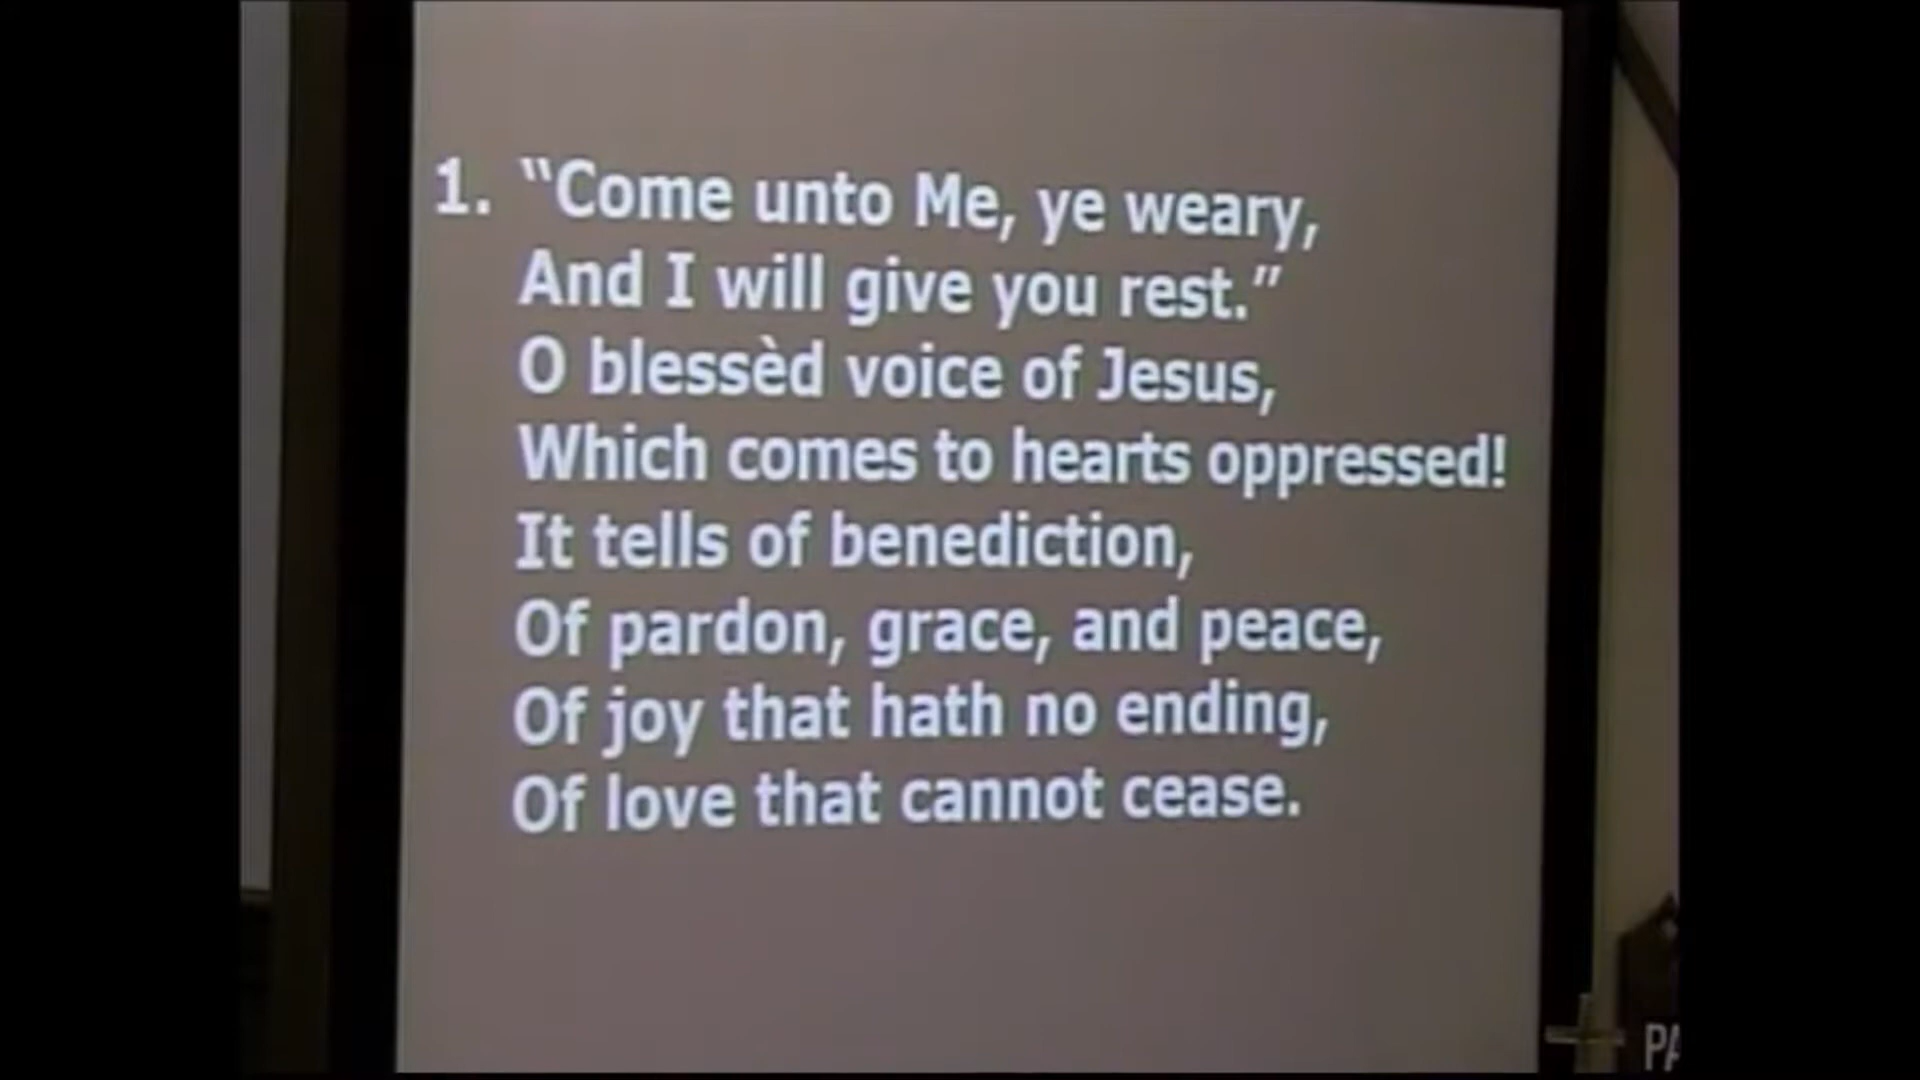 1. “Come unto Me, ye weary,
And I will give you rest.”
O blessèd voice of Jesus,
Which comes to hearts oppressed!
It tells of benediction,
Of pardon, grace, and peace,
Of joy that hath no ending,
Of love that cannot cease.
PA